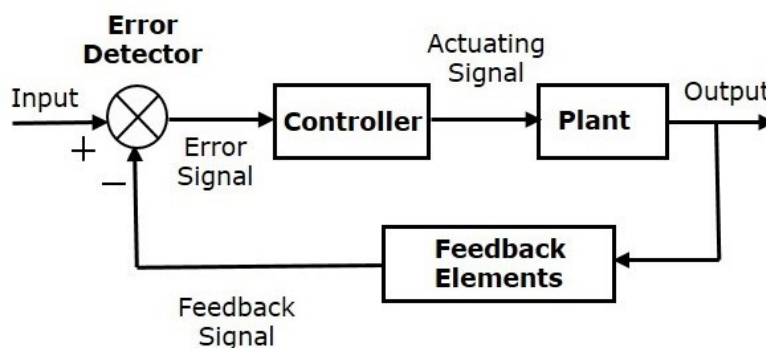 Error
Detector
Input
+
−
Error
Signal
Controller
Actuating
Signal
Plant
Output
Feedback
Elements
Feedback
Signal